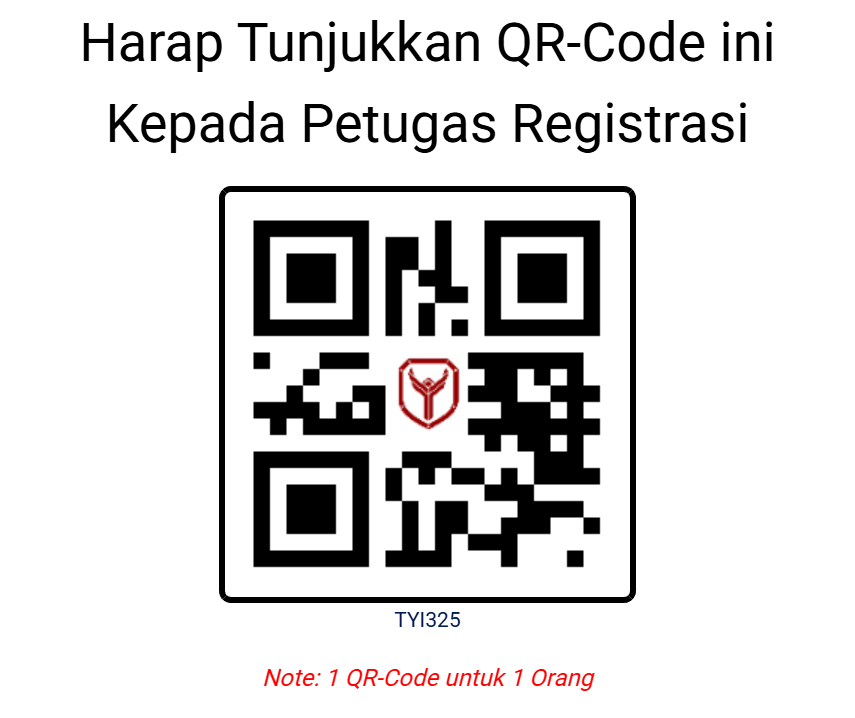 Harap Tunjukkan QR-Code ini
Kepada Petugas Registrasi
TYI325
Note: 1 QR-Code untuk 1 Orang